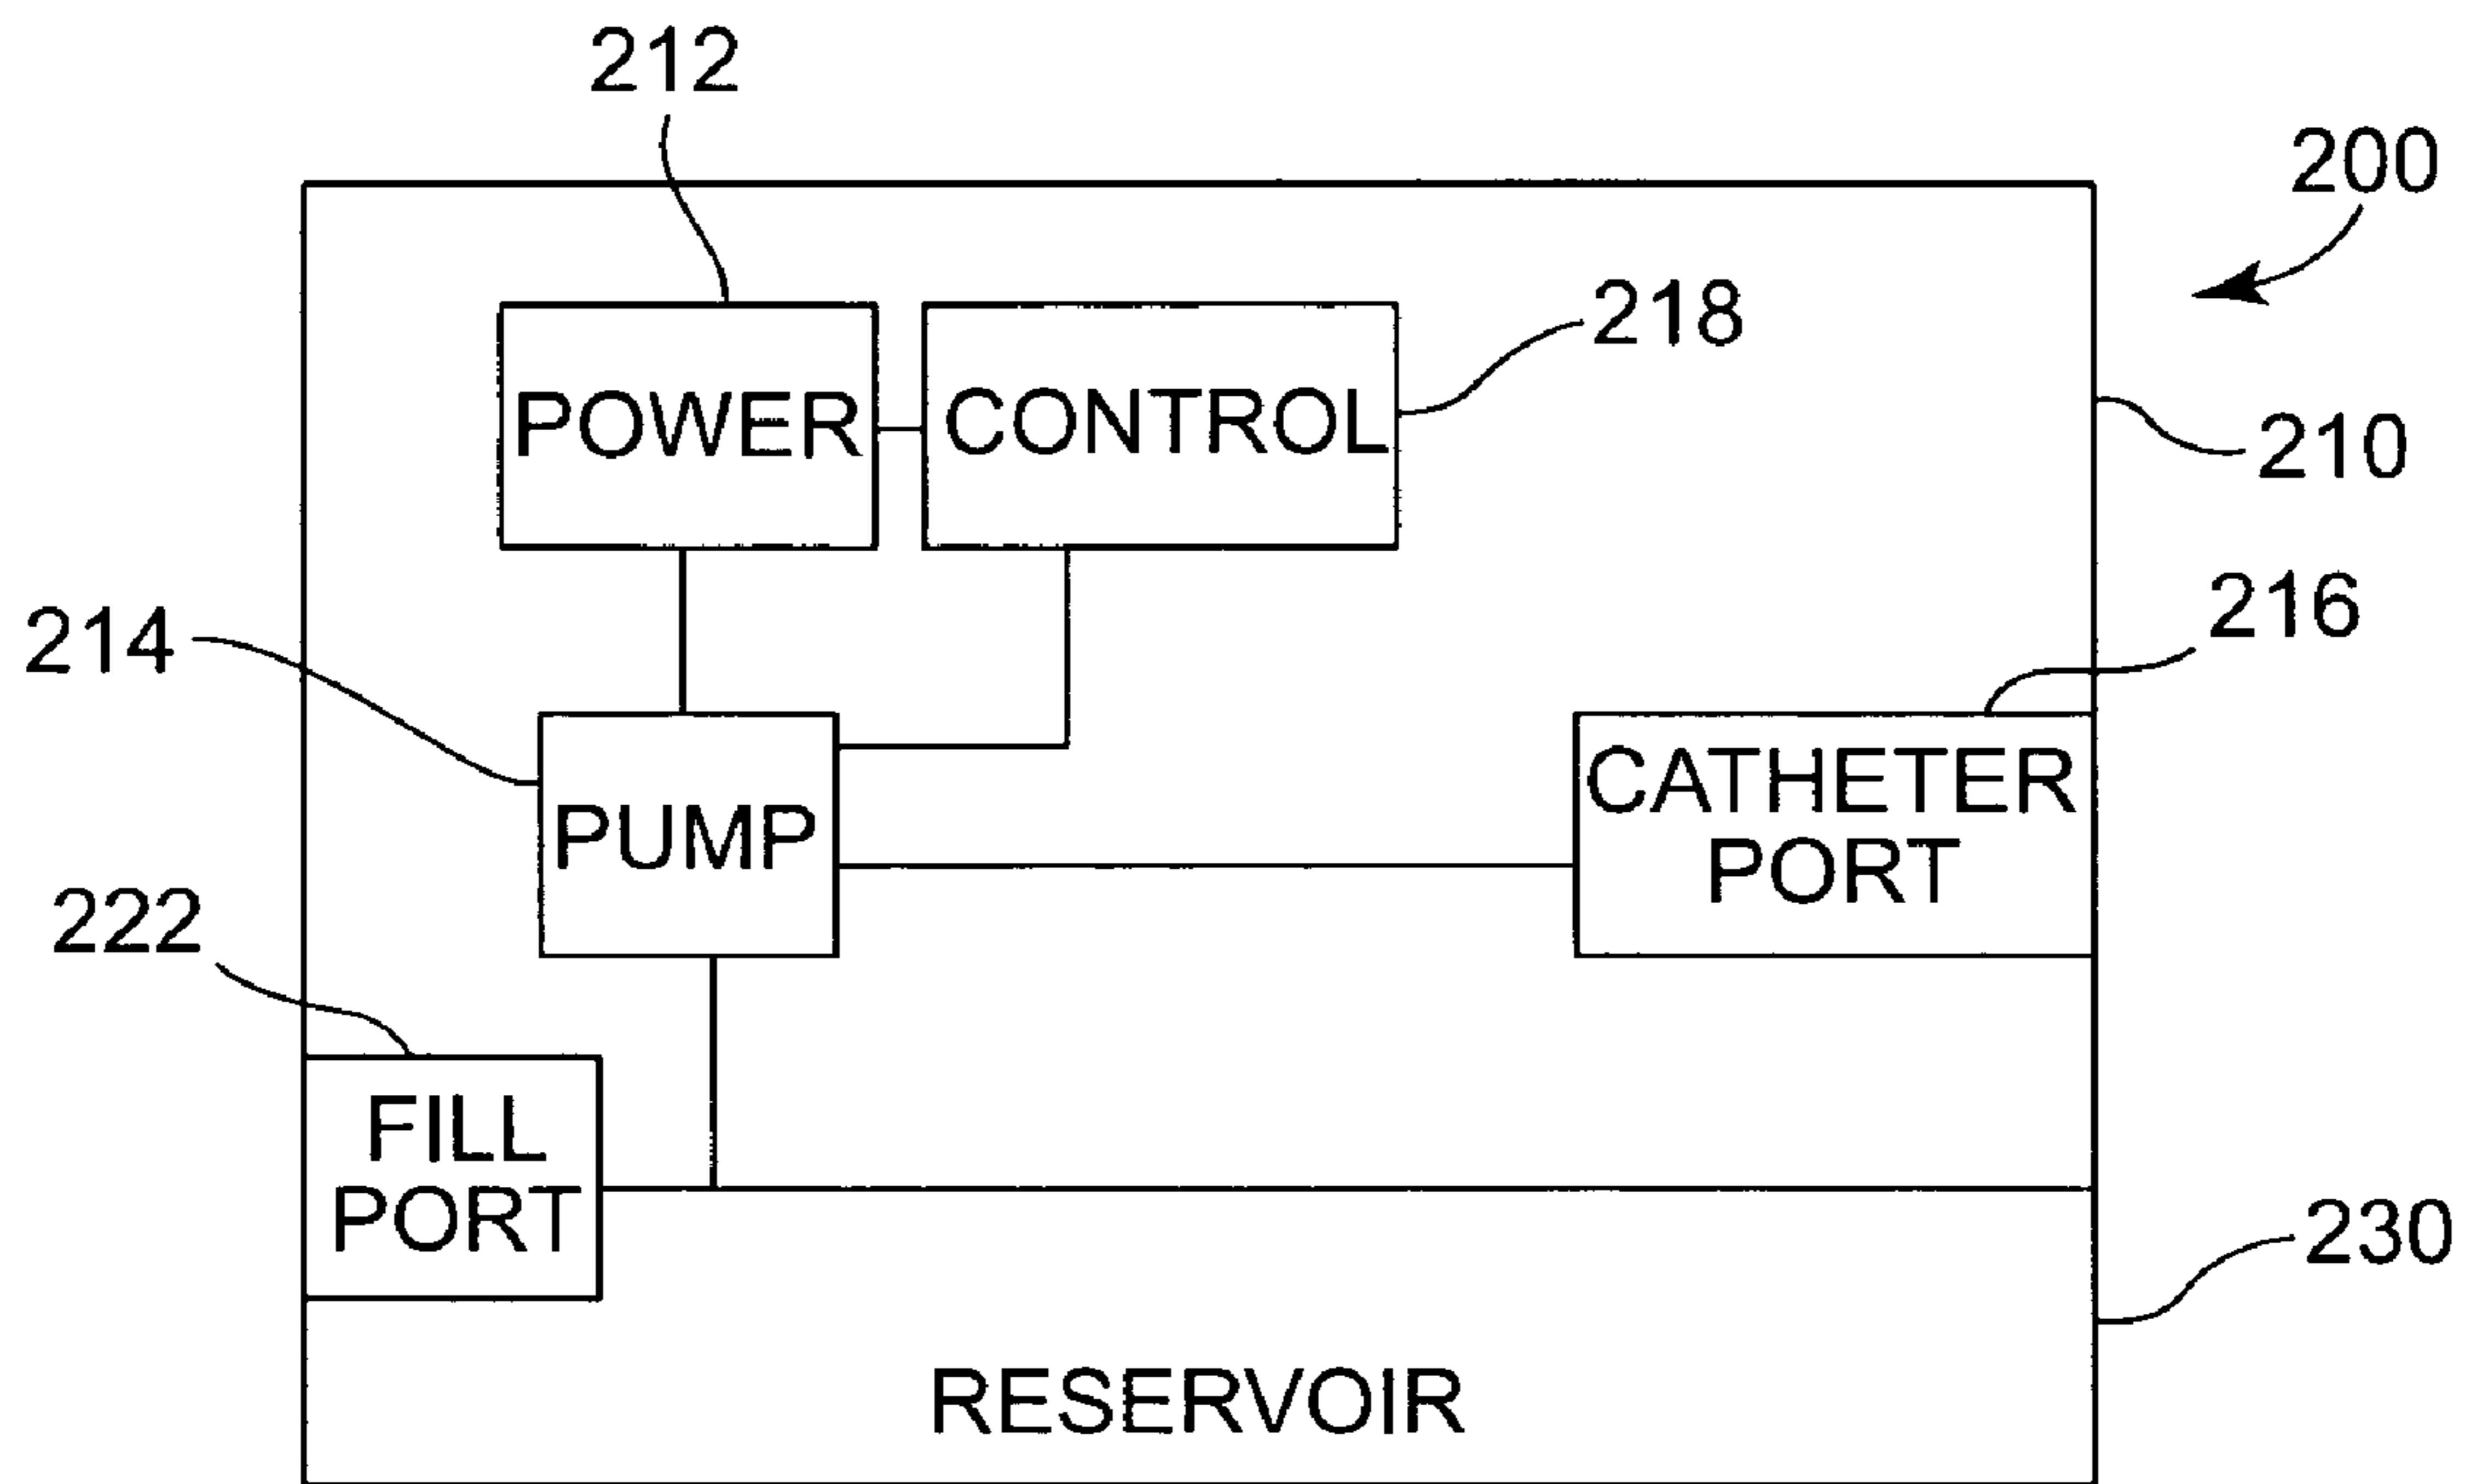 212
200
218
POWER
CONTROL
210
216
214
CATHETER
PORT
PUMP
222
FILL
PORT
230
RESERVOIR